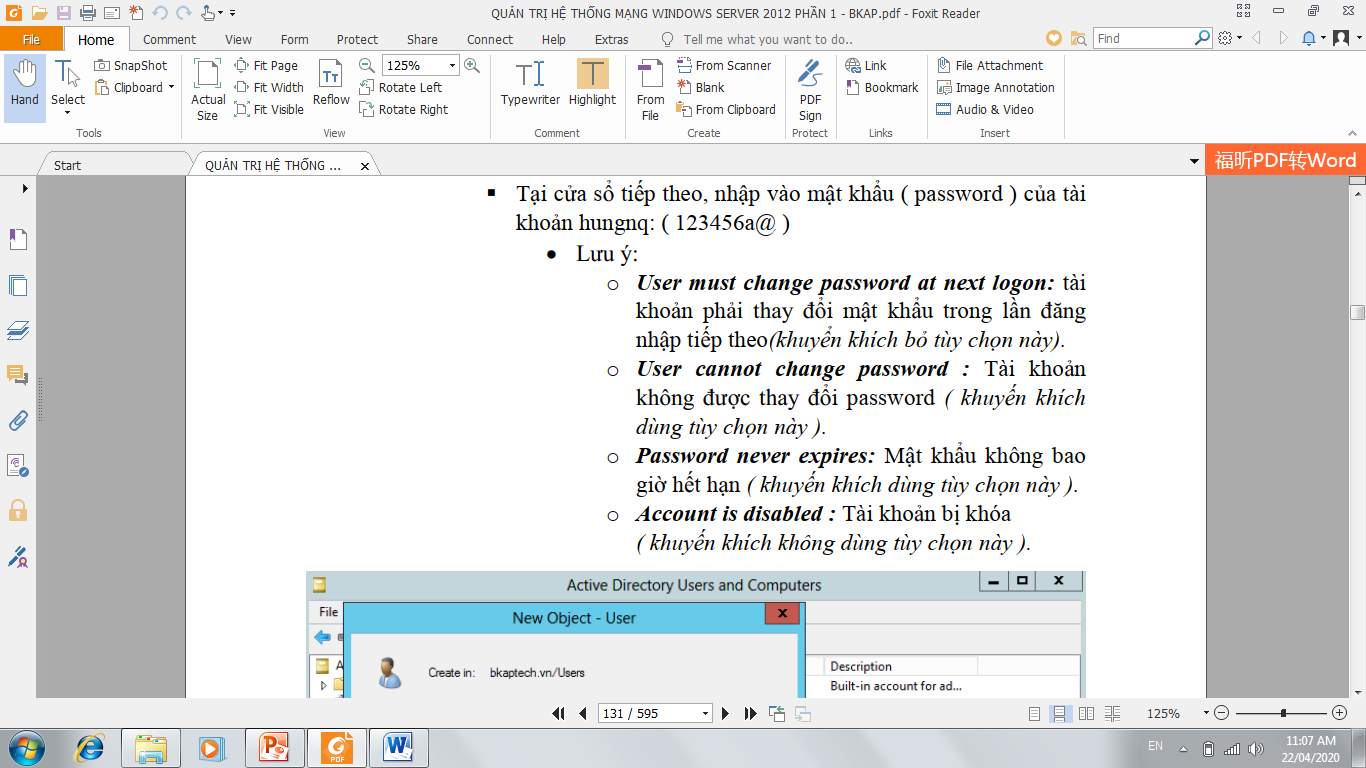 QUẢN TRỊ HỆ THỐNG MẠNG WINDOWS SERVER 2012 PHẦN 1 - BKAP.pdf - Foxit Reader
File Home Comment View Form Protect Share Connect Help Extras Tell me what you want to do.. Find
Hand
Select
SnapShot
Clipboard
Tools
Actual Size
Fit Page
Fit Width
Fit Visible
Reflow
125%
Rotate Left
Rotate Right
View
Typewriter
Highlight
Comment
From File
From Scanner
Blank
From Clipboard
Create
PDF Sign
Protect
Link
Bookmark
Links
File Attachment
Image Annotation
Audio & Video
Insert
Start
QUẢN TRỊ HỆ THỐNG ...
福昕PDF转Word
Tại cửa sổ tiếp theo, nhập vào mật khẩu ( password ) của tài
khoản hungnq: ( 123456a@ )
Lưu ý:
User must change password at next logon: tài
khoản phải thay đổi mật khẩu trong lần đăng
nhập tiếp theo(khuyển khích bỏ tùy chọn này).
User cannot change password : Tài khoản
không được thay đổi password ( khuyến khích
dùng tùy chọn này ).
Password never expires: Mật khẩu không bao
giờ hết hạn ( khuyến khích dùng tùy chọn này ).
Account is disabled : Tài khoản bị khóa
( khuyến khích không dùng tùy chọn này ).
Active Directory Users and Computers
File
New Object - User
Create in: bkaptech.vn/Users
Description
Built-in account for ad...
131 / 595
125%
EN
11:07 AM
22/04/2020